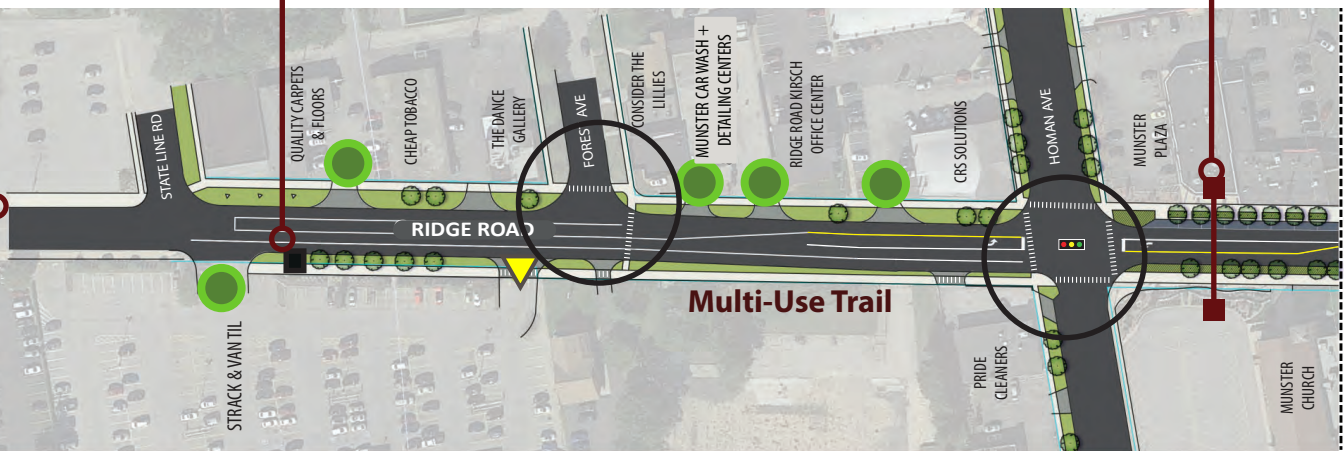 STATE LINE RD
QUALITY CARPETS
& FLOORS
CHEAP TOBACCO
THE DANCE
GALLERY
FOREST AVE
CONSIDER THE
LILLIES
MUNSTER CAR WASH +
DETAILING CENTERS
RIDGE ROAD KIRSCH
OFFICE CENTER
CRS SOLUTIONS
HOMAN AVE
MUNSTER
PLAZA
RIDGE ROAD
Multi-Use Trail
STRACK & VAN TIL
PRIDE
CLEANERS
MUNSTER
CHURCH